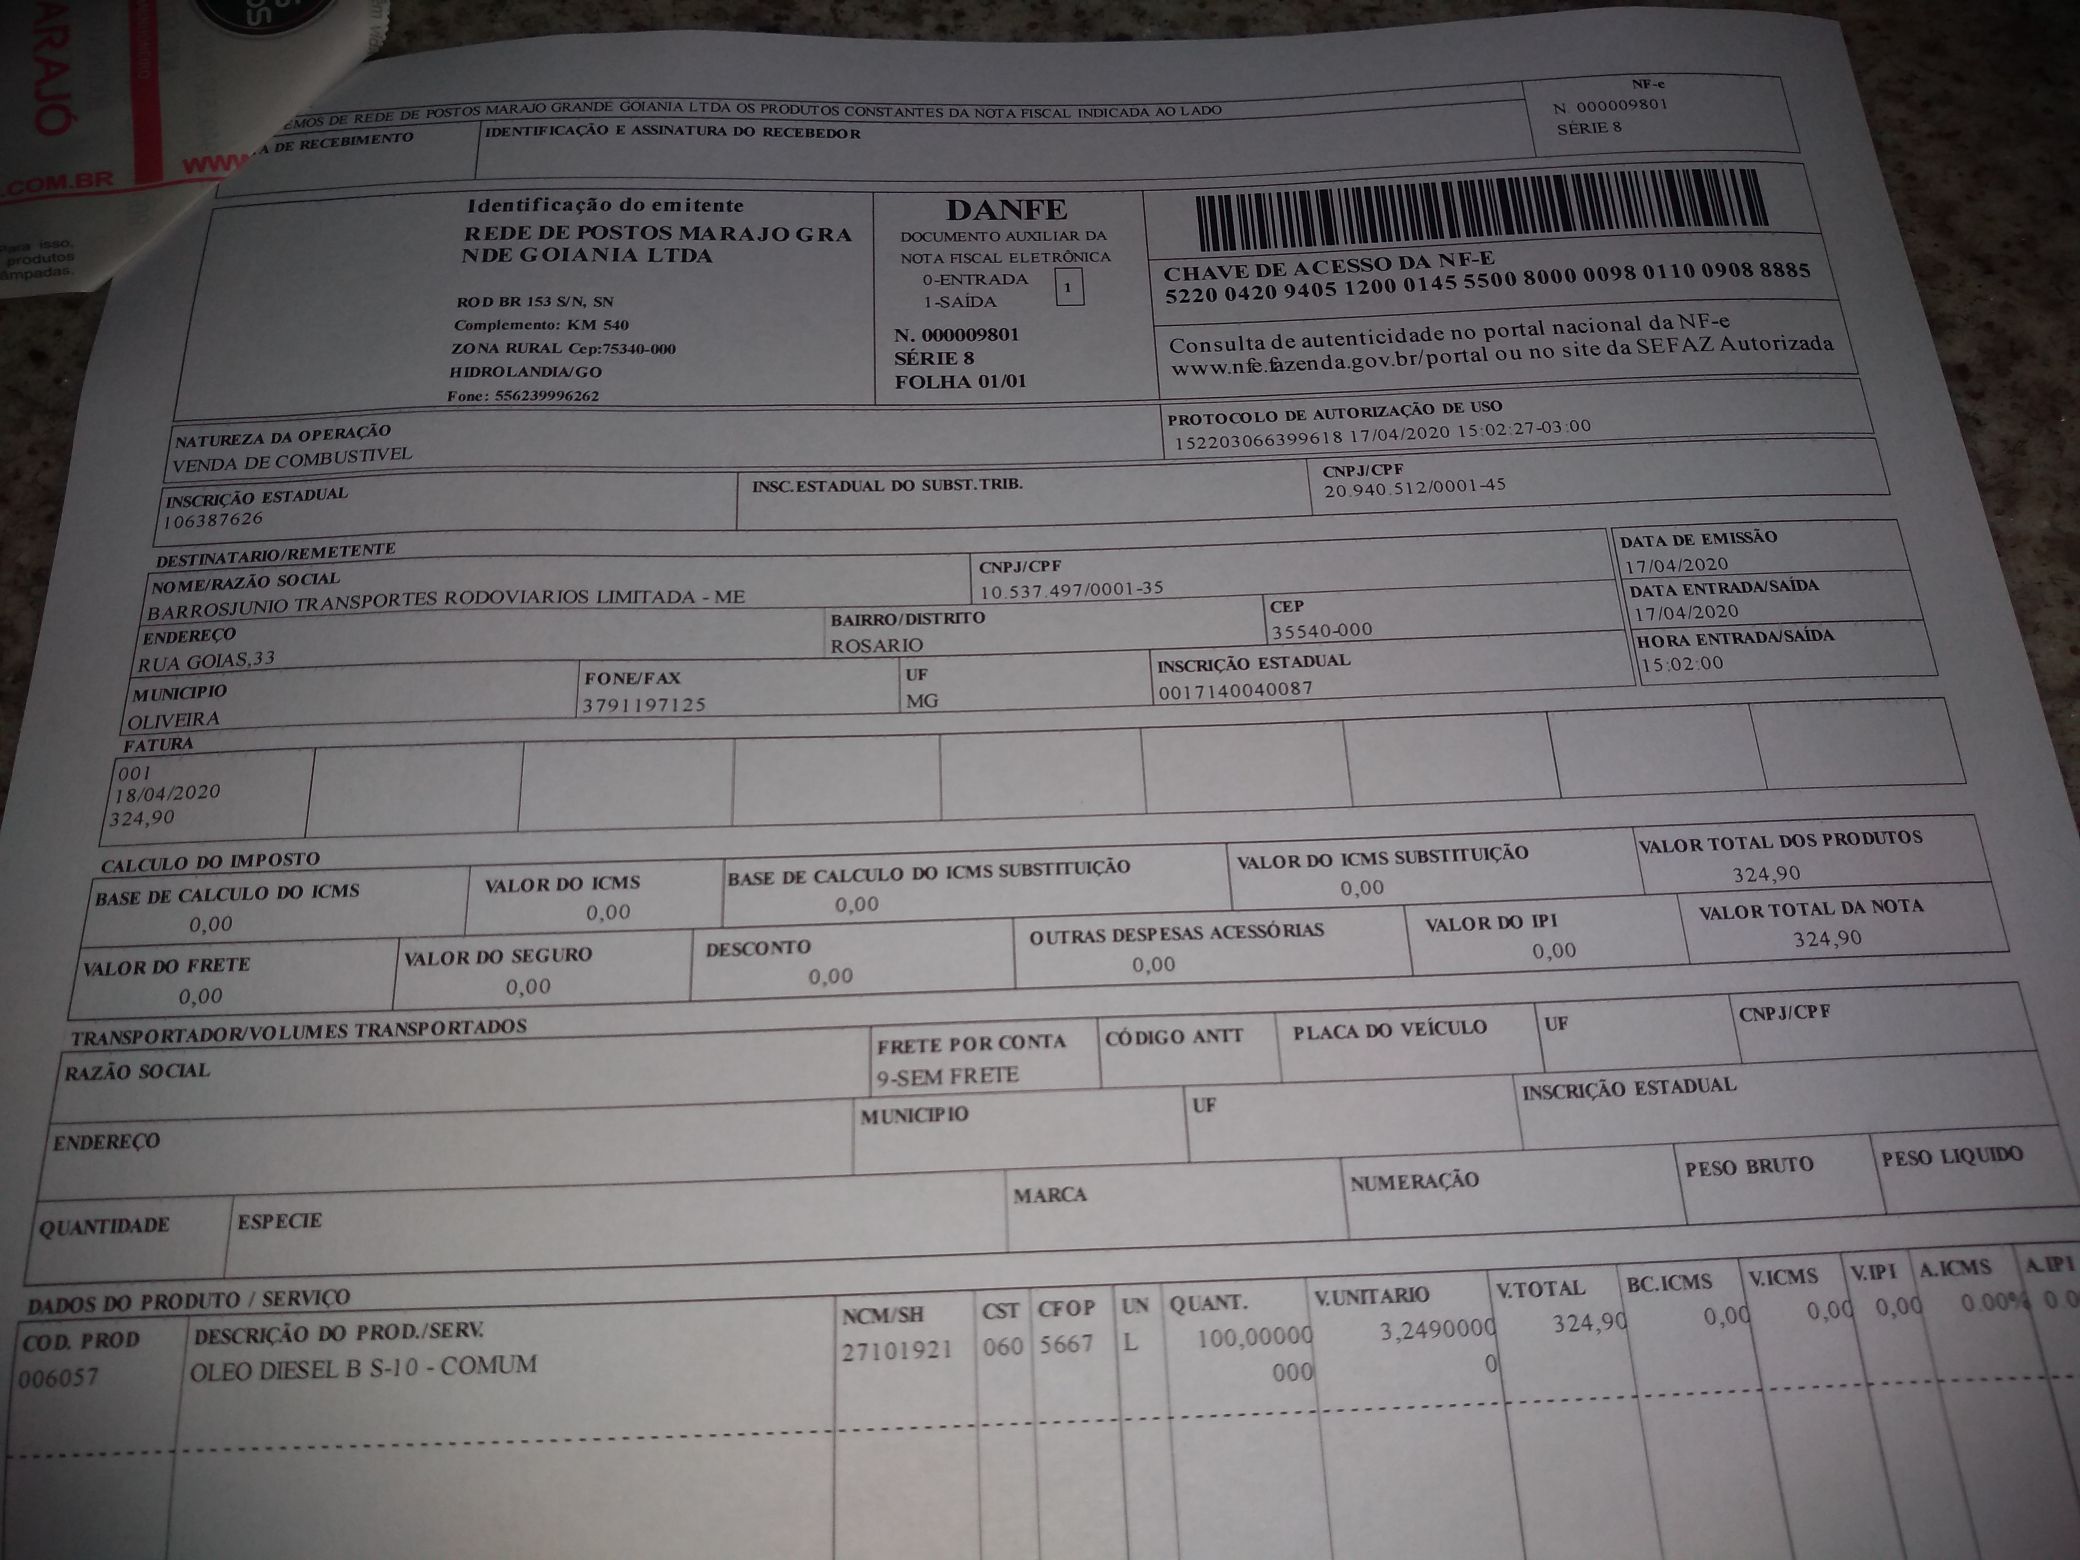 ARAJÓ
.COM.BR
WWW.
Para isso,
produtos
âmpadas.
EMOS DE REDE DE POSTOS MARAJO GRANDE GOIANIA LTDA OS PRODUTOS CONSTANTES DA NOTA FISCAL INDICADA AO LADO
A DE RECEBIMENTO
IDENTIFICAÇÃO E ASSINATURA DO RECEBEDOR
NF-e
N. 000009801
SÉRIE 8
Identificação do emitente
REDE DE POSTOS MARAJO GRA
NDE GOIANIA LTDA
ROD BR 153 S/N, SN
Complemento: KM 540
ZONA RURAL Cep:75340-000
HIDROLANDIA/GO
Fone: 556239996262
DANFE
DOCUMENTO AUXILIAR DA
NOTA FISCAL ELETRÔNICA
0-ENTRADA
1-SAÍDA
1
N. 000009801
SÉRIE 8
FOLHA 01/01
CHAVE DE ACESSO DA NF-E
5220 0420 9405 1200 0145 5500 8000 0098 0110 0908 8885
Consulta de autenticidade no portal nacional da NF-e
www.nfe.fazenda.gov.br/portal ou no site da SEFAZ Autorizada
NATUREZA DA OPERAÇÃO
VENDA DE COMBUSTIVEL
PROTOCOLO DE AUTORIZAÇÃO DE USO
152203066399618 17/04/2020 15:02:27-03:00
INSCRIÇÃO ESTADUAL
106387626
INSC.ESTADUAL DO SUBST.TRIB.
CNPJ/CPF
20.940.512/0001-45
DESTINATARIO/REMETENTE
NOME/RAZÃO SOCIAL
BARROSJUNIO TRANSPORTES RODOVIARIOS LIMITADA - ME
CNPJ/CPF
10.537.497/0001-35
DATA DE EMISSÃO
17/04/2020
ENDEREÇO
RUA GOIAS,33
BAIRRO/DISTRITO
ROSARIO
CEP
35540-000
DATA ENTRADA/SAÍDA
17/04/2020
MUNICIPIO
OLIVEIRA
FONE/FAX
3791197125
UF
MG
INSCRIÇÃO ESTADUAL
0017140040087
HORA ENTRADA/SAÍDA
15:02:00
FATURA
001
18/04/2020
324,90
CALCULO DO IMPOSTO
BASE DE CALCULO DO ICMS
0,00
VALOR DO ICMS
0,00
BASE DE CALCULO DO ICMS SUBSTITUIÇÃO
0,00
VALOR DO ICMS SUBSTITUIÇÃO
0,00
VALOR TOTAL DOS PRODUTOS
324,90
VALOR DO FRETE
0,00
VALOR DO SEGURO
0,00
DESCONTO
0,00
OUTRAS DESPESAS ACESSÓRIAS
0,00
VALOR DO IPI
0,00
VALOR TOTAL DA NOTA
324,90
TRANSPORTADOR/VOLUMES TRANSPORTADOS
RAZÃO SOCIAL
FRETE POR CONTA
9-SEM FRETE
CÓDIGO ANTT
PLACA DO VEÍCULO
UF
CNPJ/CPF
ENDEREÇO
MUNICIPIO
UF
INSCRIÇÃO ESTADUAL
QUANTIDADE
ESPECIE
MARCA
NUMERAÇÃO
PESO BRUTO
PESO LIQUIDO
DADOS DO PRODUTO / SERVIÇO
COD. PROD DESCRIÇÃO DO PROD./SERV. NCM/SH CST CFOP UN QUANT. V.UNITARIO V.TOTAL BC.ICMS V.ICMS V.IPI A.ICMS A.IPI
006057 OLEO DIESEL B S-10 - COMUM 27101921 060 5667 L 100,00000 3,2490000 324,90 0,00 0,00 0,00 0.00% 0.0
000 0